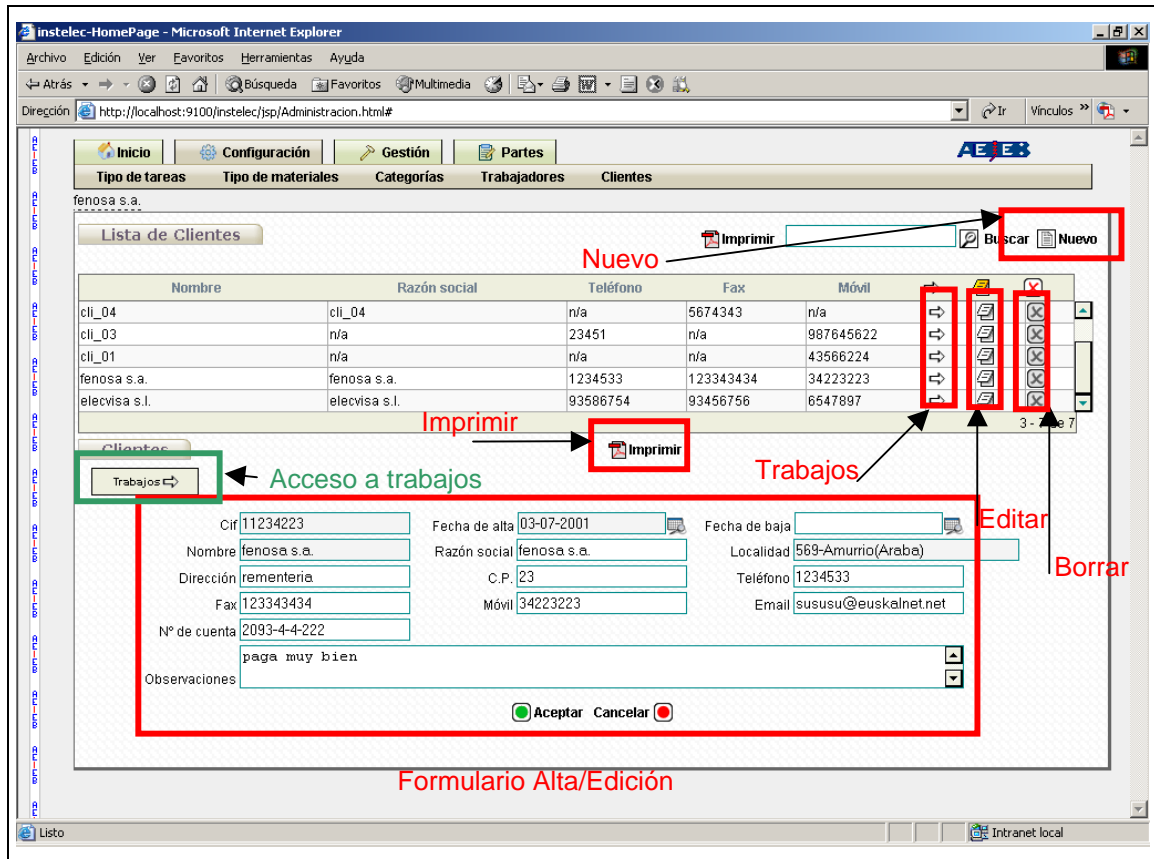 instelec-HomePage - Microsoft Internet Explorer
Archivo Edición Ver Favoritos Herramientas Ayuda
Atrás Búsqueda Favoritos Multimedia
Dirección http://localhost:9100/instelec/jsp/Administracion.html# Ir Vínculos »
Inicio Configuración Gestión Partes
Tipo de tareas Tipo de materiales Categorías Trabajadores Clientes
fenosa s.a.
Lista de Clientes Imprimir Buscar Nuevo
Nuevo
Nombre Razón social Teléfono Fax Móvil
cli_04 cli_04 n/a 5674343 n/a
cli_03 n/a 23451 n/a 987645622
cli_01 n/a n/a n/a 43566224
fenosa s.a. fenosa s.a. 1234533 123343434 34223223
elecvisa s.l. elecvisa s.l. 93586754 93456756 6547897
Imprimir
3 - 7 de 7
Clientes Imprimir
Trabajos
Trabajos Acceso a trabajos
Editar
Borrar
Cif 11234223 Fecha de alta 03-07-2001 Fecha de baja
Nombre fenosa s.a. Razón social fenosa s.a. Localidad 569-Amurrio(Araba)
Dirección rementeria C.P. 23 Teléfono 1234533
Fax 123343434 Móvil 34223223 Email sususu@euskalnet.net
Nº de cuenta 2093-4-4-222
Observaciones paga muy bien
Aceptar Cancelar
Formulario Alta/Edición
Listo Intranet local